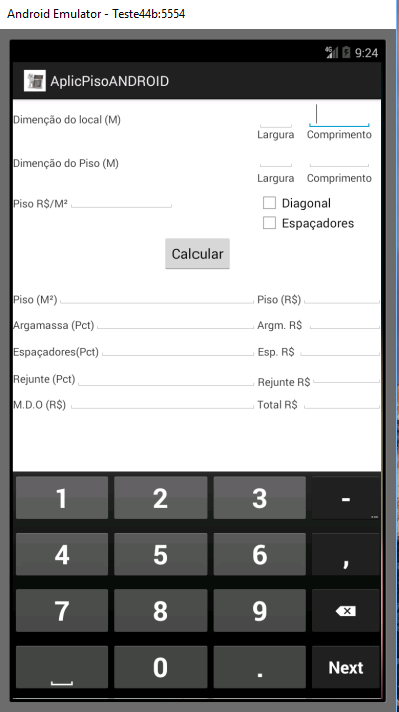 Android Emulator - Teste44b:5554
4G 9:24
AplicPisoANDROID
Dimenção do local (M)
Largura Comprimento
Dimenção do Piso (M)
Largura Comprimento
Piso R$/M² Diagonal
Espaçadores
Calcular
Piso (M²) Piso (R$)
Argamassa (Pct) Argm. R$
Espaçadores(Pct) Esp. R$
Rejunte (Pct) Rejunte R$
M.D.O (R$) Total R$
1 2 3 - ...
4 5 6 ,
7 8 9
0 . Next